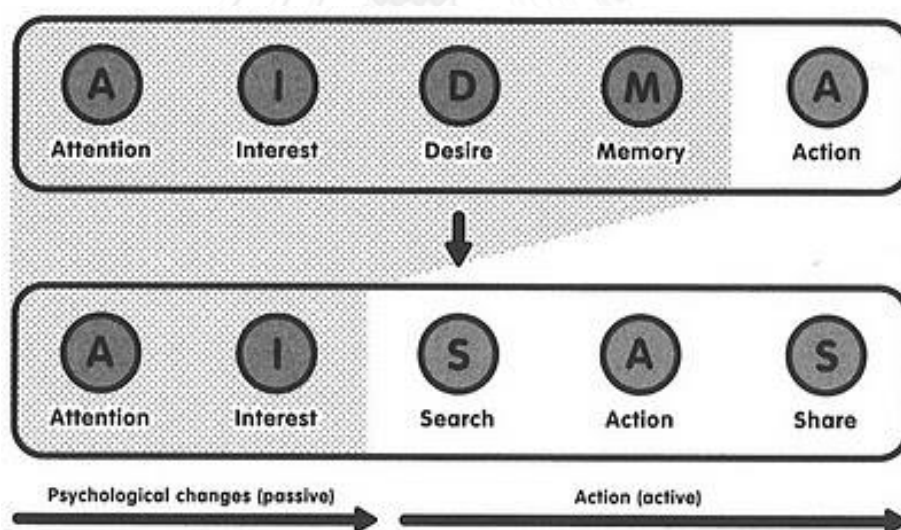 A I D M A
Attention Interest Desire Memory Action
A I S A S
Attention Interest Search Action Share
Psychological changes (passive) Action (active)